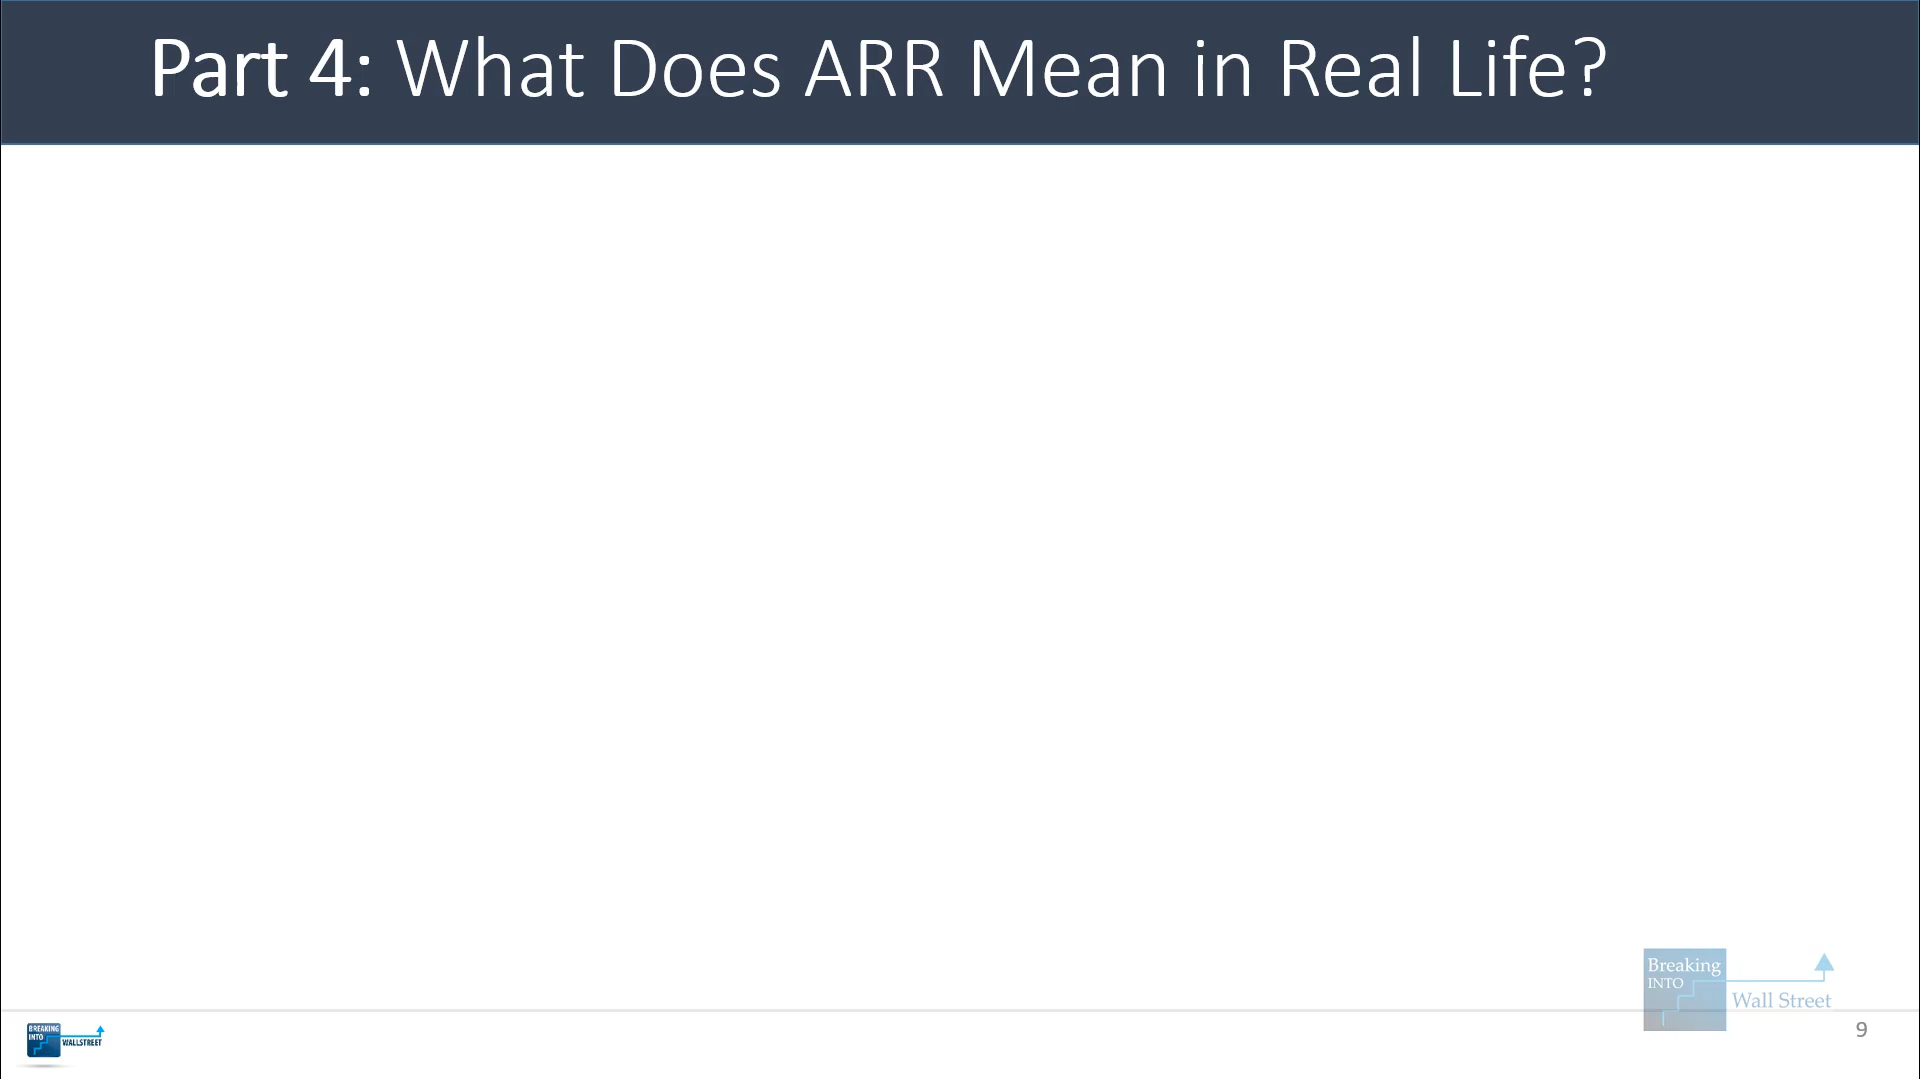 Part 4: What Does ARR Mean in Real Life?
Breaking
INTO
Wall Street
BREAKING
INTO
WALLSTREET
9